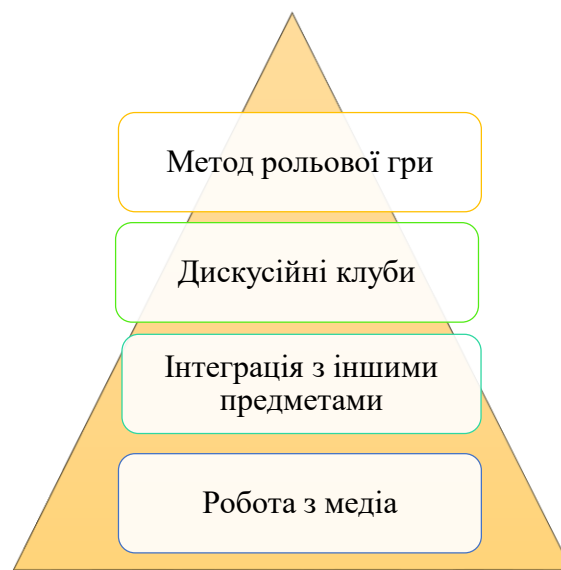 Метод рольової гри
Дискусійні клуби
Інтеграція з іншими
предметами
Робота з медіа